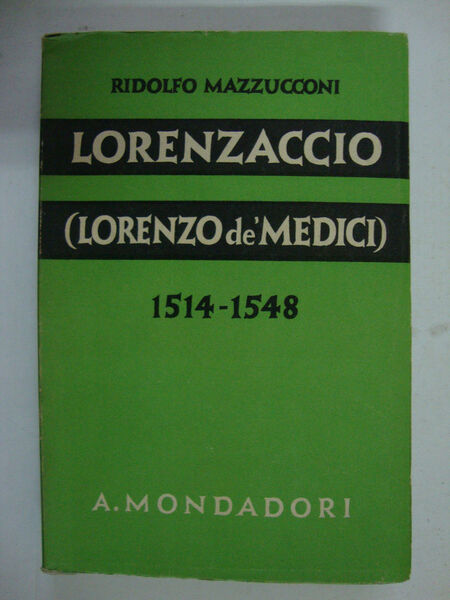 RIDOLFO MAZZUCCONI
LORENZACCIO
(LORENZO de' MEDICI)
1514-1548
A. MONDADORI